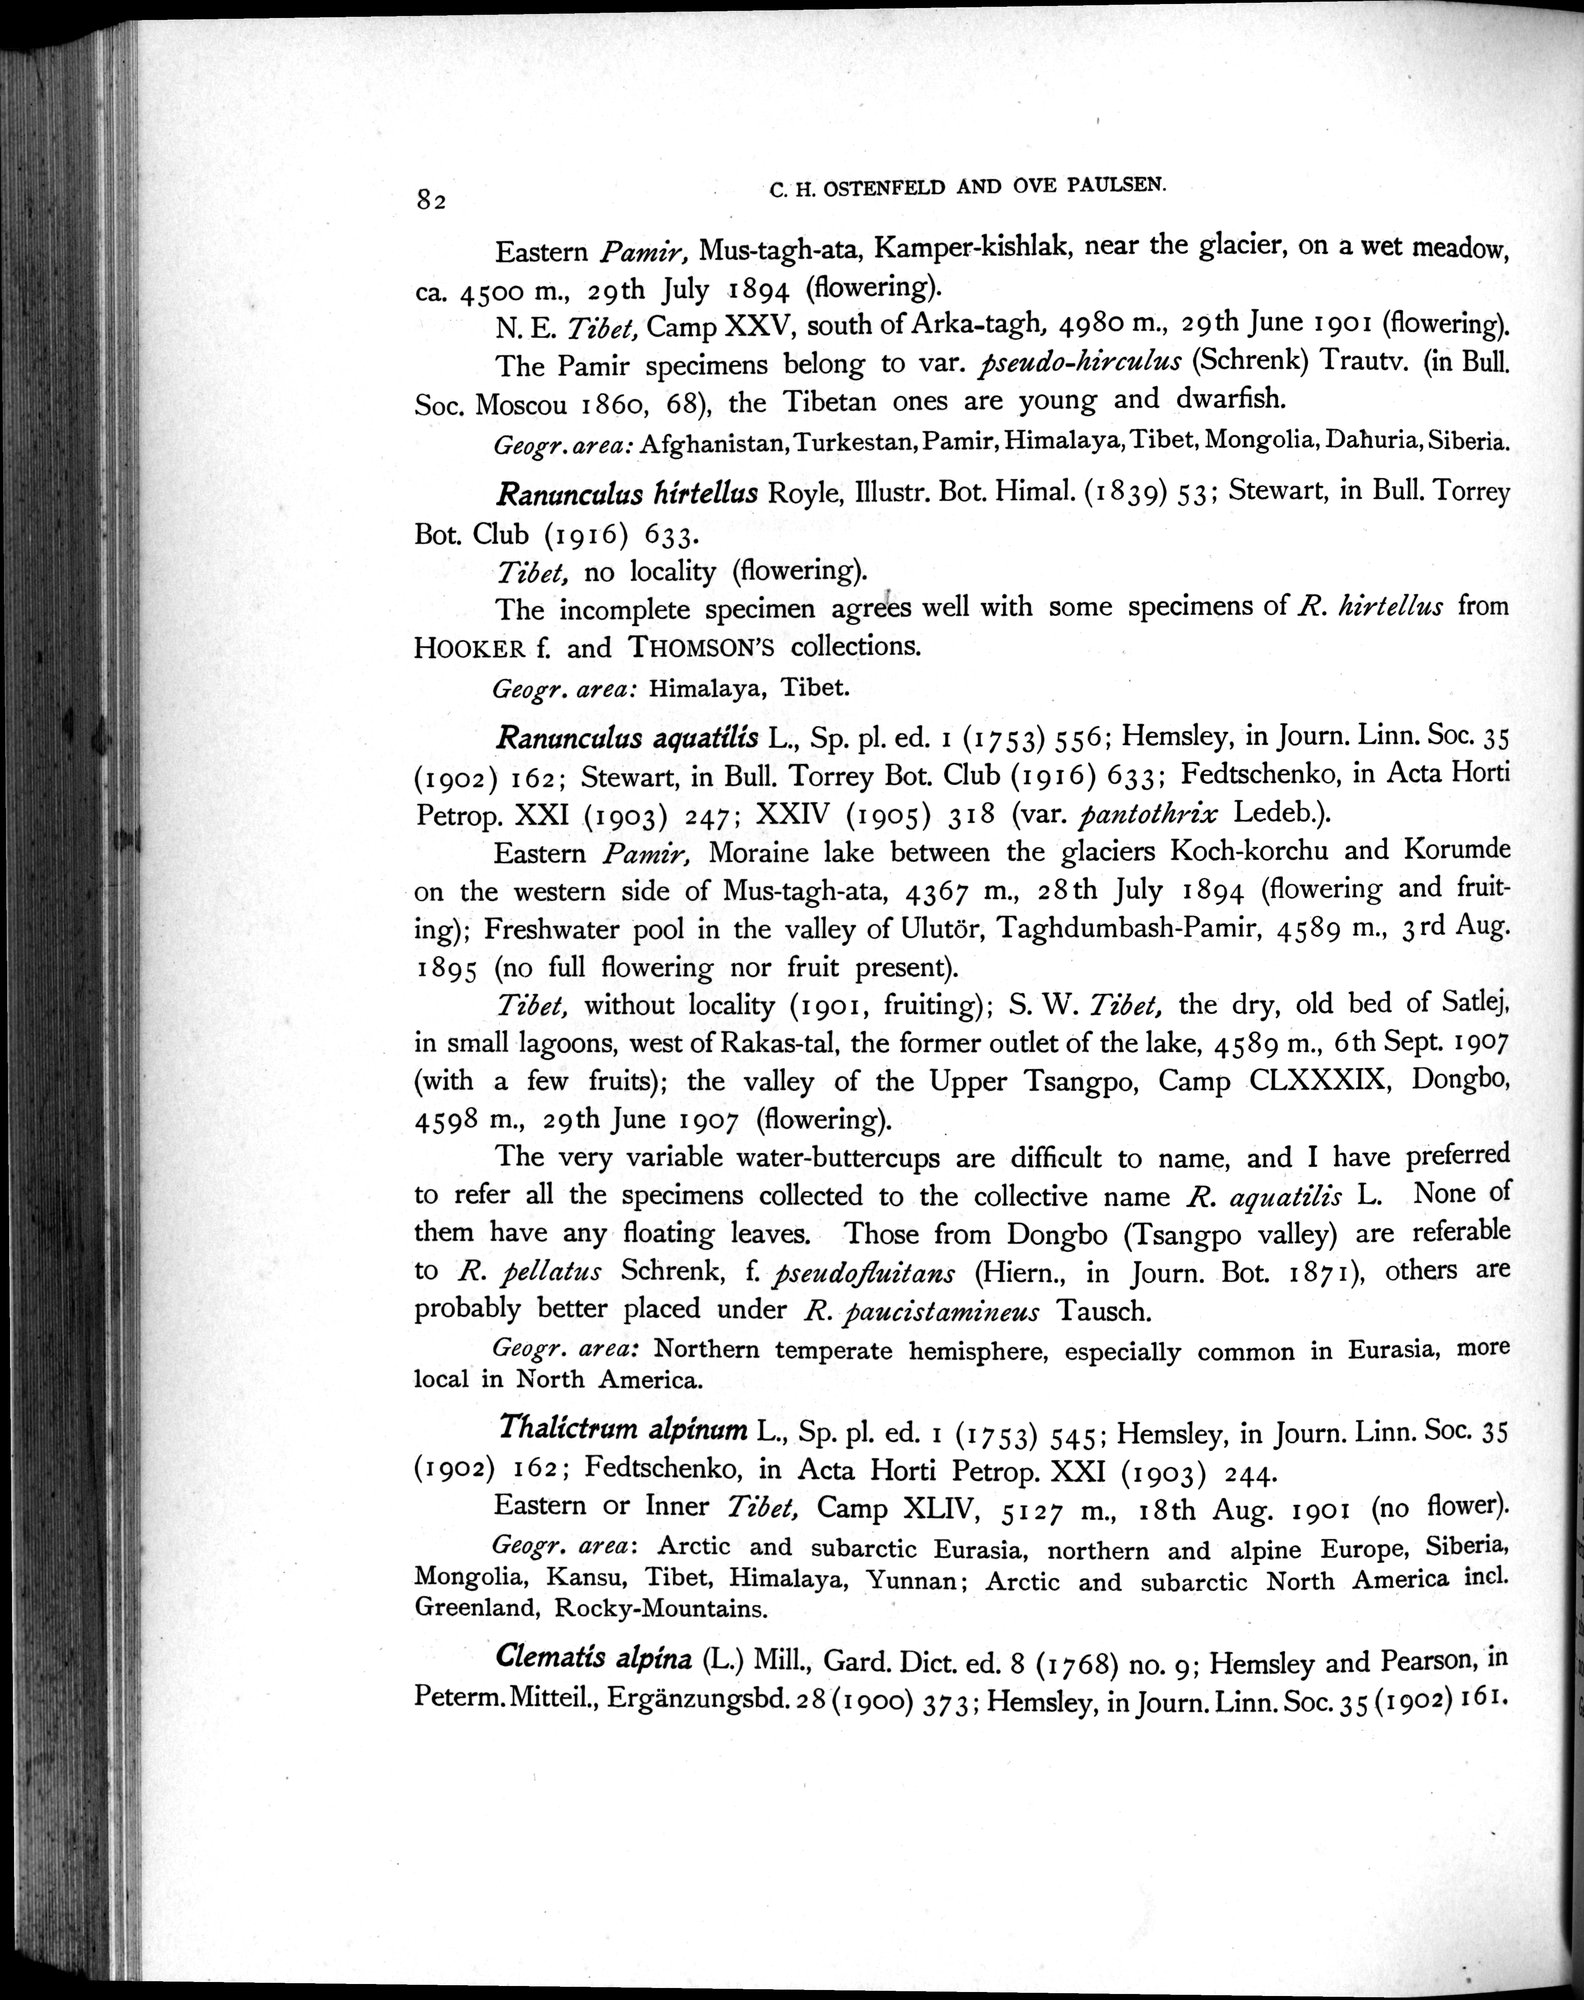 82
C. H. OSTENFELD AND OVE PAULSEN.
Eastern Pamir, Mus-tagh-ata, Kamper-kishlak, near the glacier, on a wet meadow,
ca. 4500 m., 29th July 1894 (flowering).
N. E. Tibet, Camp XXV, south of Arka-tagh, 4980 m., 29th June 1901 (flowering).
The Pamir specimens belong to var. pseudo-hirculus (Schrenk) Trautv. (in Bull.
Soc. Moscou 1860, 68), the Tibetan ones are young and dwarfish.
Geogr. area: Afghanistan, Turkestan, Pamir, Himalaya, Tibet, Mongolia, Dahuria, Siberia.
Ranunculus hirtellus Royle, Illustr. Bot. Himal. (1839) 53; Stewart, in Bull. Torrey
Bot. Club (1916) 633.
Tibet, no locality (flowering).
The incomplete specimen agrees well with some specimens of R. hirtellus from
HOOKER f. and THOMSON'S collections.
Geogr. area: Himalaya, Tibet.
Ranunculus aquatilis L., Sp. pl. ed. 1 (1753) 556; Hemsley, in Journ. Linn. Soc. 35
(1902) 162; Stewart, in Bull. Torrey Bot. Club (1916) 633; Fedtschenko, in Acta Horti
Petrop. XXI (1903) 247; XXIV (1905) 318 (var. pantothrix Ledeb.).
Eastern Pamir, Moraine lake between the glaciers Koch-korchu and Korumde
on the western side of Mus-tagh-ata, 4367 m., 28th July 1894 (flowering and fruit-
ing); Freshwater pool in the valley of Ulutör, Taghdumbash-Pamir, 4589 m., 3rd Aug.
1895 (no full flowering nor fruit present).
Tibet, without locality (1901, fruiting); S. W. Tibet, the dry, old bed of Satlej,
in small lagoons, west of Rakas-tal, the former outlet of the lake, 4589 m., 6th Sept. 1907
(with a few fruits); the valley of the Upper Tsangpo, Camp CLXXXIX, Dongbo,
4598 m., 29th June 1907 (flowering).
The very variable water-buttercups are difficult to name, and I have preferred
to refer all the specimens collected to the collective name R. aquatilis L. None of
them have any floating leaves. Those from Dongbo (Tsangpo valley) are referable
to R. pellatus Schrenk, f. pseudofluitans (Hiern., in Journ. Bot. 1871), others are
probably better placed under R. paucistamineus Tausch.
Geogr. area: Northern temperate hemisphere, especially common in Eurasia, more
local in North America.
Thalictrum alpinum L., Sp. pl. ed. 1 (1753) 545; Hemsley, in Journ. Linn. Soc. 35
(1902) 162; Fedtschenko, in Acta Horti Petrop. XXI (1903) 244.
Eastern or Inner Tibet, Camp XLIV, 5127 m., 18th Aug. 1901 (no flower).
Geogr. area: Arctic and subarctic Eurasia, northern and alpine Europe, Siberia,
Mongolia, Kansu, Tibet, Himalaya, Yunnan; Arctic and subarctic North America incl.
Greenland, Rocky-Mountains.
Clematis alpina (L.) Mill., Gard. Dict. ed. 8 (1768) no. 9; Hemsley and Pearson, in
Peterm. Mitteil., Ergänzungsbd. 28 (1900) 373; Hemsley, in Journ. Linn. Soc. 35 (1902) 161.